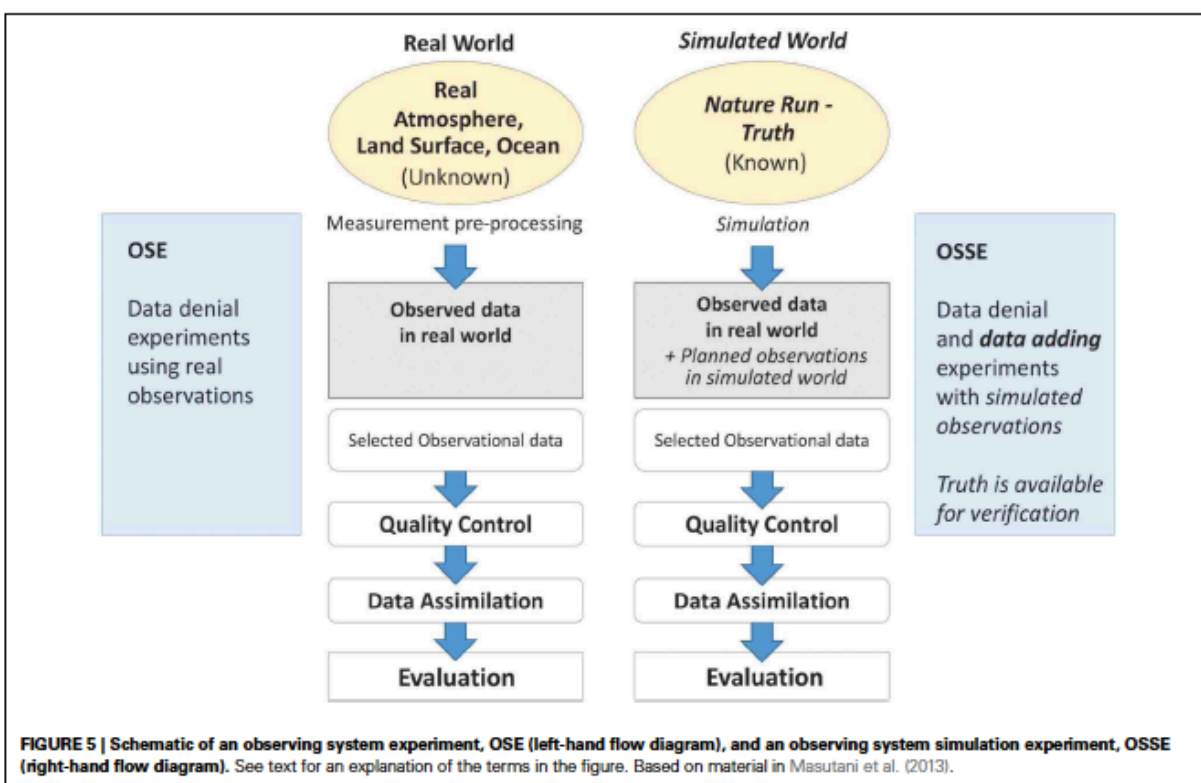 Real World
Real
Atmosphere,
Land Surface, Ocean
(Unknown)
Measurement pre-processing
OSE
Data denial
experiments
using real
observations
Observed data
in real world
Selected Observational data
Quality Control
Data Assimilation
Evaluation
Simulated World
Nature Run -
Truth
(Known)
Simulation
Observed data
in real world
+ Planned observations
in simulated world
Selected Observational data
Quality Control
Data Assimilation
Evaluation
OSSE
Data denial
and data adding
experiments
with simulated
observations
Truth is available
for verification
FIGURE 5 | Schematic of an observing system experiment, OSE (left-hand flow diagram), and an observing system simulation experiment, OSSE
(right-hand flow diagram). See text for an explanation of the terms in the figure. Based on material in Masutani et al. (2013).